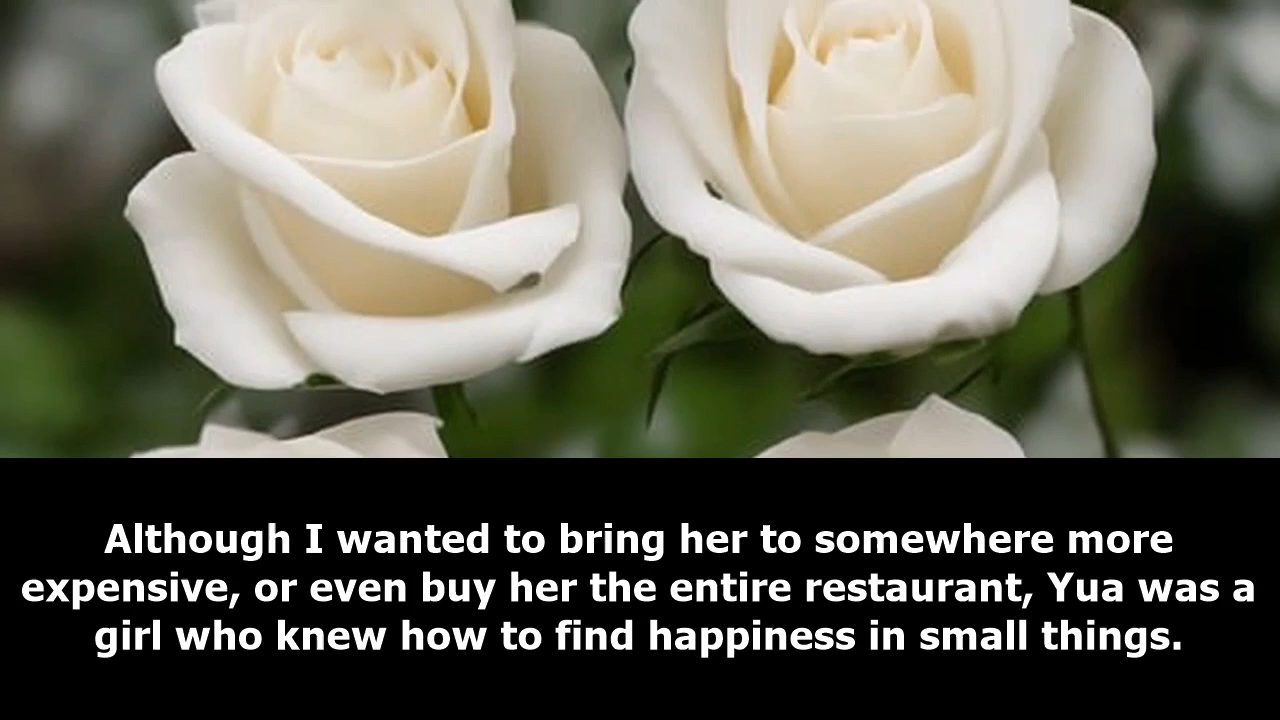 Although I wanted to bring her to somewhere more
expensive, or even buy her the entire restaurant, Yua was a
girl who knew how to find happiness in small things.